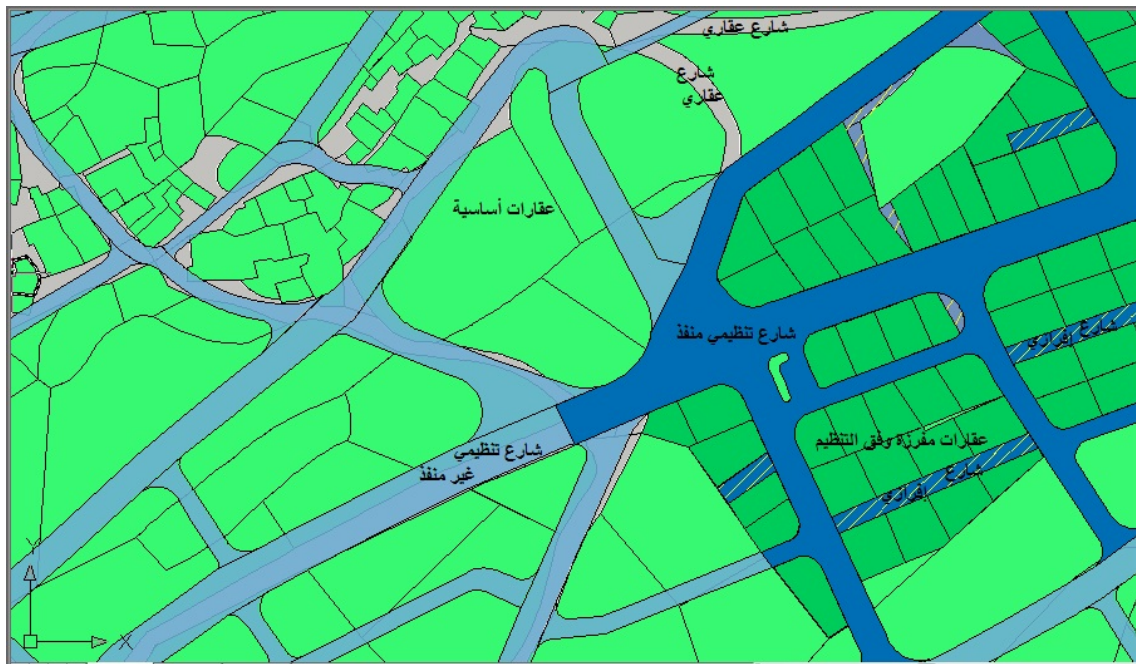 شارع عقاري
شارع
عقاري
عقارات أساسية
شارع تنظيمي منفذ
شارع إفرازي
عقارات مفرزة وفق التنظيم
شارع تنظيمي
غير منفذ
شارع
إفرازي
Y
X